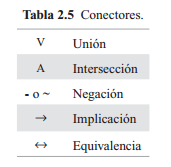 Tabla 2.5 Conectores.
V Unión
A Intersección
- o ~ Negación
→ Implicación
↔ Equivalencia